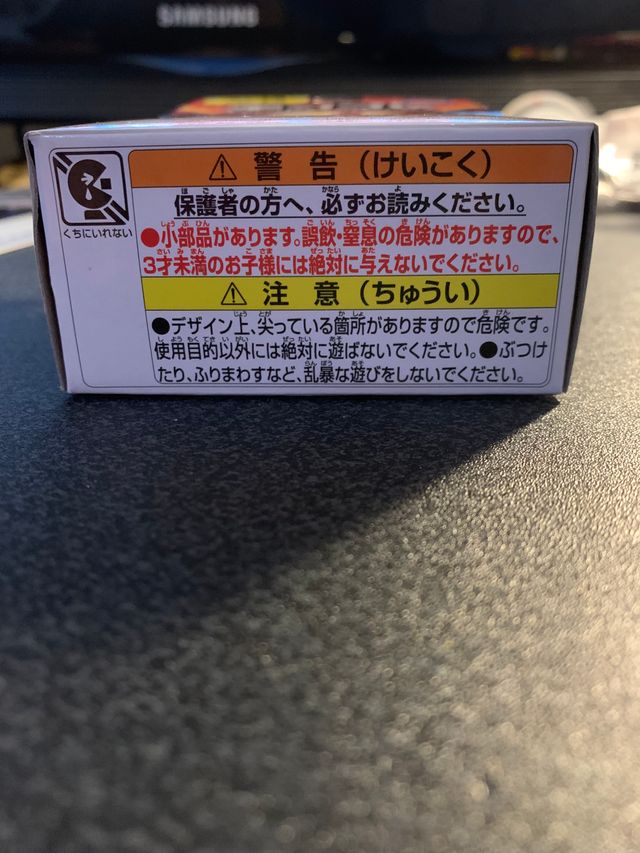 SAMSUNG
⚠ 警告（けいこく）
保護者の方へ、必ずお読みください。
くちにいれない
●小部品があります。誤飲・窒息の危険がありますので、
3才未満のお子様には絶対に与えないでください。
⚠ 注意（ちゅうい）
●デザイン上、尖っている箇所がありますので危険です。
使用目的以外には絶対に遊ばないでください。●ぶつけ
たり、ふりまわすなど、乱暴な遊びをしないでください。